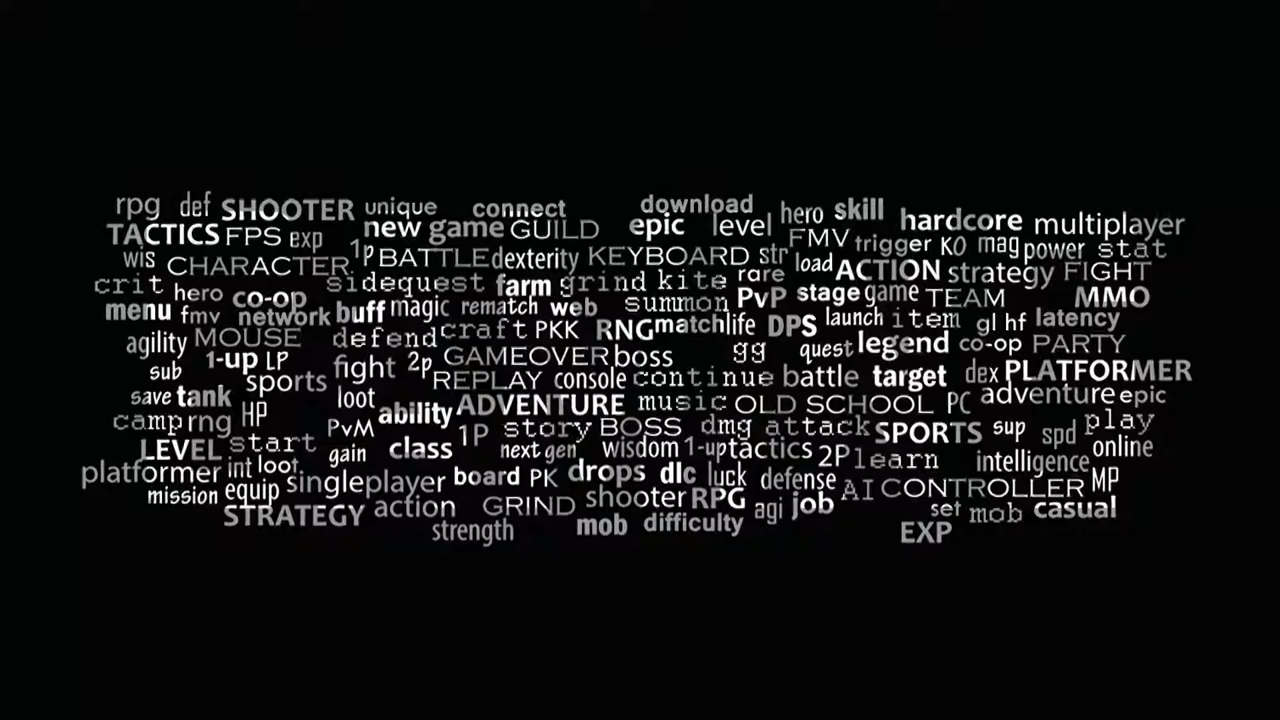 rpg def SHOOTER unique connect download hero skill
TACTICS FPS exp new game GUILD epic level FMV trigger KO hardcore multiplayer
wis CHARACTER 1p BATTLE dexterity KEYBOARD str load ACTION mag power stat
crit hero co-op sidequest farm grind kite rare stage game strategy FIGHT
menu fmv network buff magic rematch web summon PvP launch item TEAM MMO
agility MOUSE defend craft PKK RNG match life DPS quest legend gl hf latency
sub 1-up LP fight 2p GAMEOVER boss gg co-op PARTY
save tank sports loot REPLAY console continue battle target dex PLATFORMER
camp rng HP PvM ability ADVENTURE music OLD SCHOOL PC adventure epic
LEVEL start gain class 1P story BOSS dmg attack SPORTS sup spd play
platformer int loot next gen wisdom 1-up tactics 2P learn intelligence online
mission equip singleplayer board PK drops dlc luck defense AI CONTROLLER MP
STRATEGY action GRIND shooter RPG agi job set mob casual
strength mob difficulty EXP